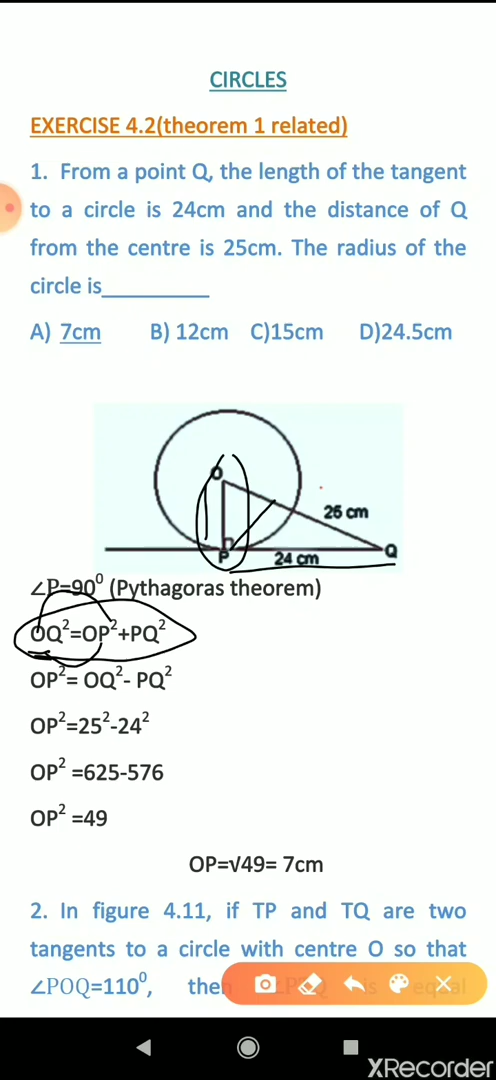 CIRCLES
EXERCISE 4.2(theorem 1 related)
1. From a point Q, the length of the tangent
to a circle is 24cm and the distance of Q
from the centre is 25cm. The radius of the
circle is__________
A) 7cm B) 12cm C)15cm D)24.5cm
O
25 cm
P
24 cm
Q
∠P=90⁰ (Pythagoras theorem)
OQ²=OP²+PQ²
OP²= OQ²- PQ²
OP²=25²-24²
OP² =625-576
OP² =49
OP=√49= 7cm
2. In figure 4.11, if TP and TQ are two
tangents to a circle with centre O so that
∠POQ=110⁰, then is equal
XRecorder